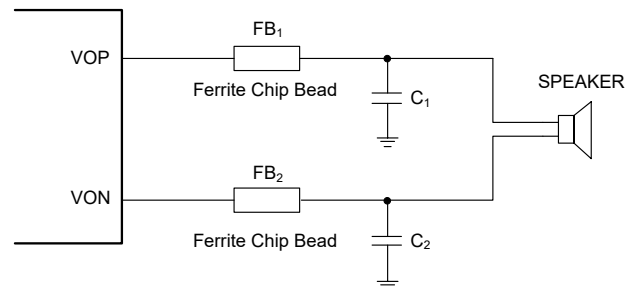 FB₁
VOP
SPEAKER
Ferrite Chip Bead
C₁
FB₂
VON
Ferrite Chip Bead
C₂